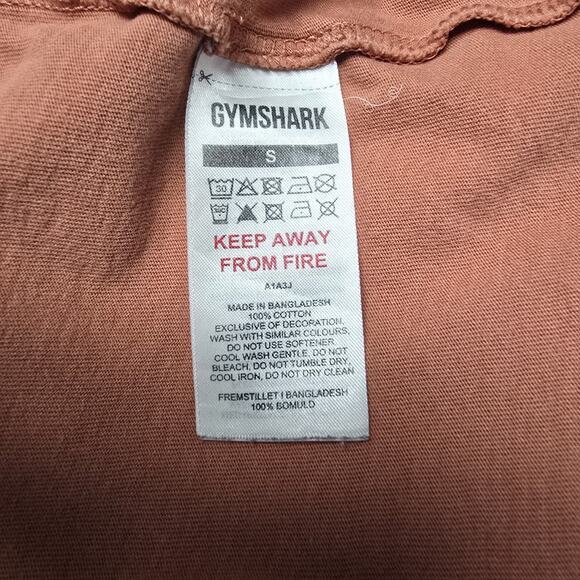 GYMSHARK
S
30
KEEP AWAY
FROM FIRE
A1A3J
MADE IN BANGLADESH
100% COTTON
EXCLUSIVE OF DECORATION.
WASH WITH SIMILAR COLOURS,
DO NOT USE SOFTENER.
COOL WASH GENTLE, DO NOT
BLEACH, DO NOT TUMBLE DRY,
COOL IRON, DO NOT DRY CLEAN
FREMSTILLET I BANGLADESH
100% BOMULD